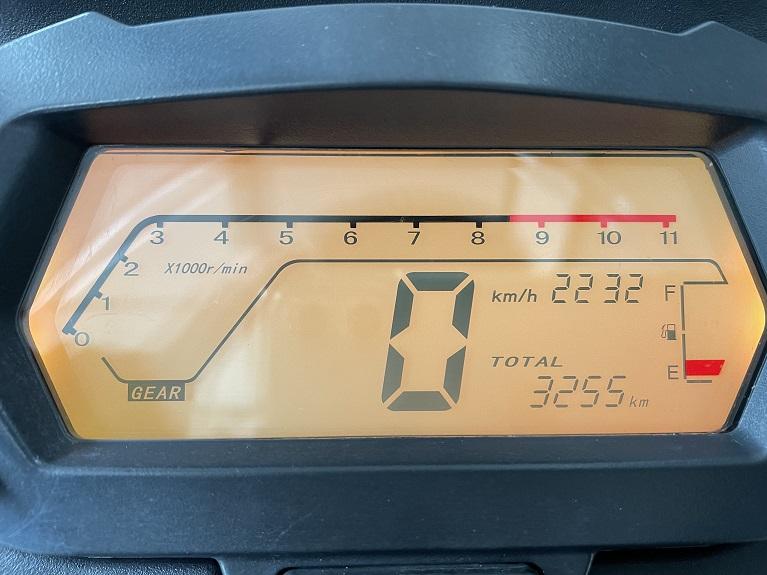 3 4 5 6 7 8 9 10 11
2 X1000r/min
1
0
0 km/h 2232 F
TOTAL E
GEAR 3255 km